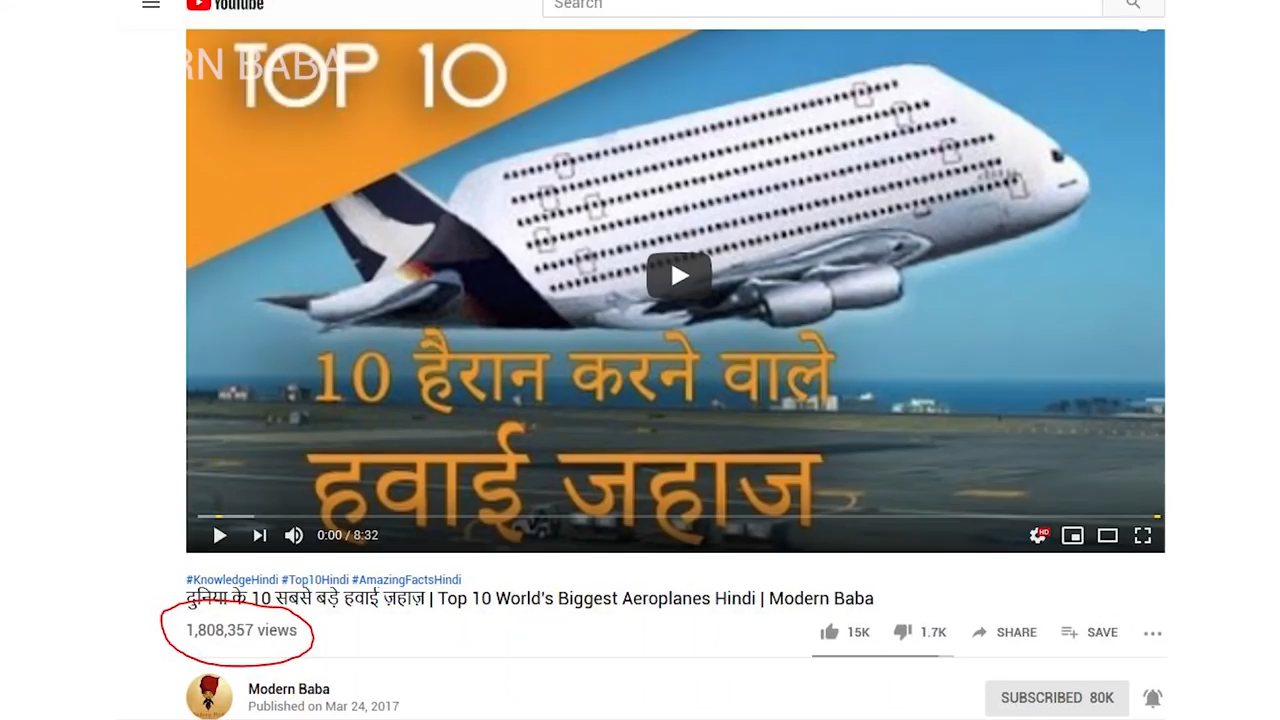 YouTube
Search
RN BABA
TOP 10
10 हैरान करने वाले
हवाई जहाज
0:00 / 8:32
HD
#KnowledgeHindi #Top10Hindi #AmazingFactsHindi
दुनिया के 10 सबसे बड़े हवाई ज़हाज़ | Top 10 World's Biggest Aeroplanes Hindi | Modern Baba
1,808,357 views
15K 1.7K SHARE SAVE
Modern Baba
Published on Mar 24, 2017
SUBSCRIBED 80K